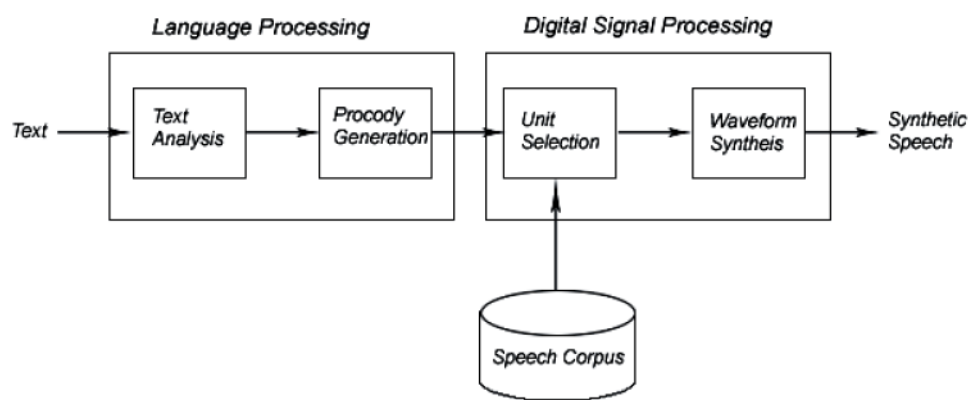 Language Processing
Digital Signal Processing
Text
Text
Analysis
Procody
Generation
Unit
Selection
Waveform
Syntheis
Synthetic
Speech
Speech Corpus